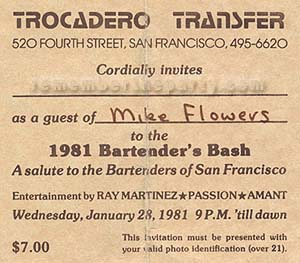 TROCADERO TRANSFER
520 FOURTH STREET, SAN FRANCISCO, 495-6620
Cordially invites
remembertheparty.com
as a guest of Mike Flowers
to the
1981 Bartender's Bash
A salute to the Bartenders of San Francisco
Entertainment by RAY MARTINEZ★PASSION★AMANT
Wednesday, January 28, 1981 9 P.M. 'till dawn
$7.00 This invitation must be presented with
your valid photo identification (over 21).